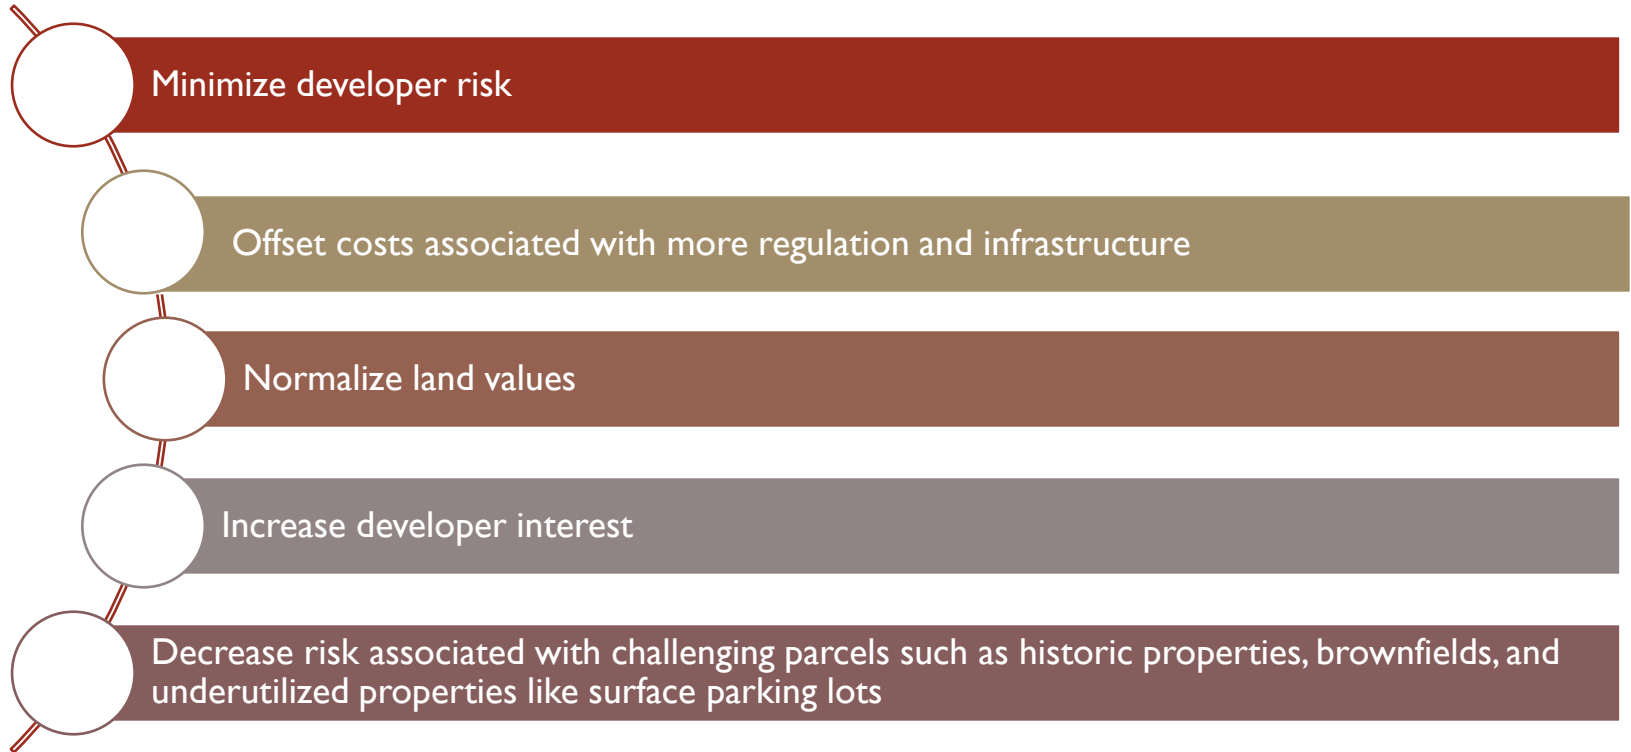 Minimize developer risk
Offset costs associated with more regulation and infrastructure
Normalize land values
Increase developer interest
Decrease risk associated with challenging parcels such as historic properties, brownfields, and
underutilized properties like surface parking lots